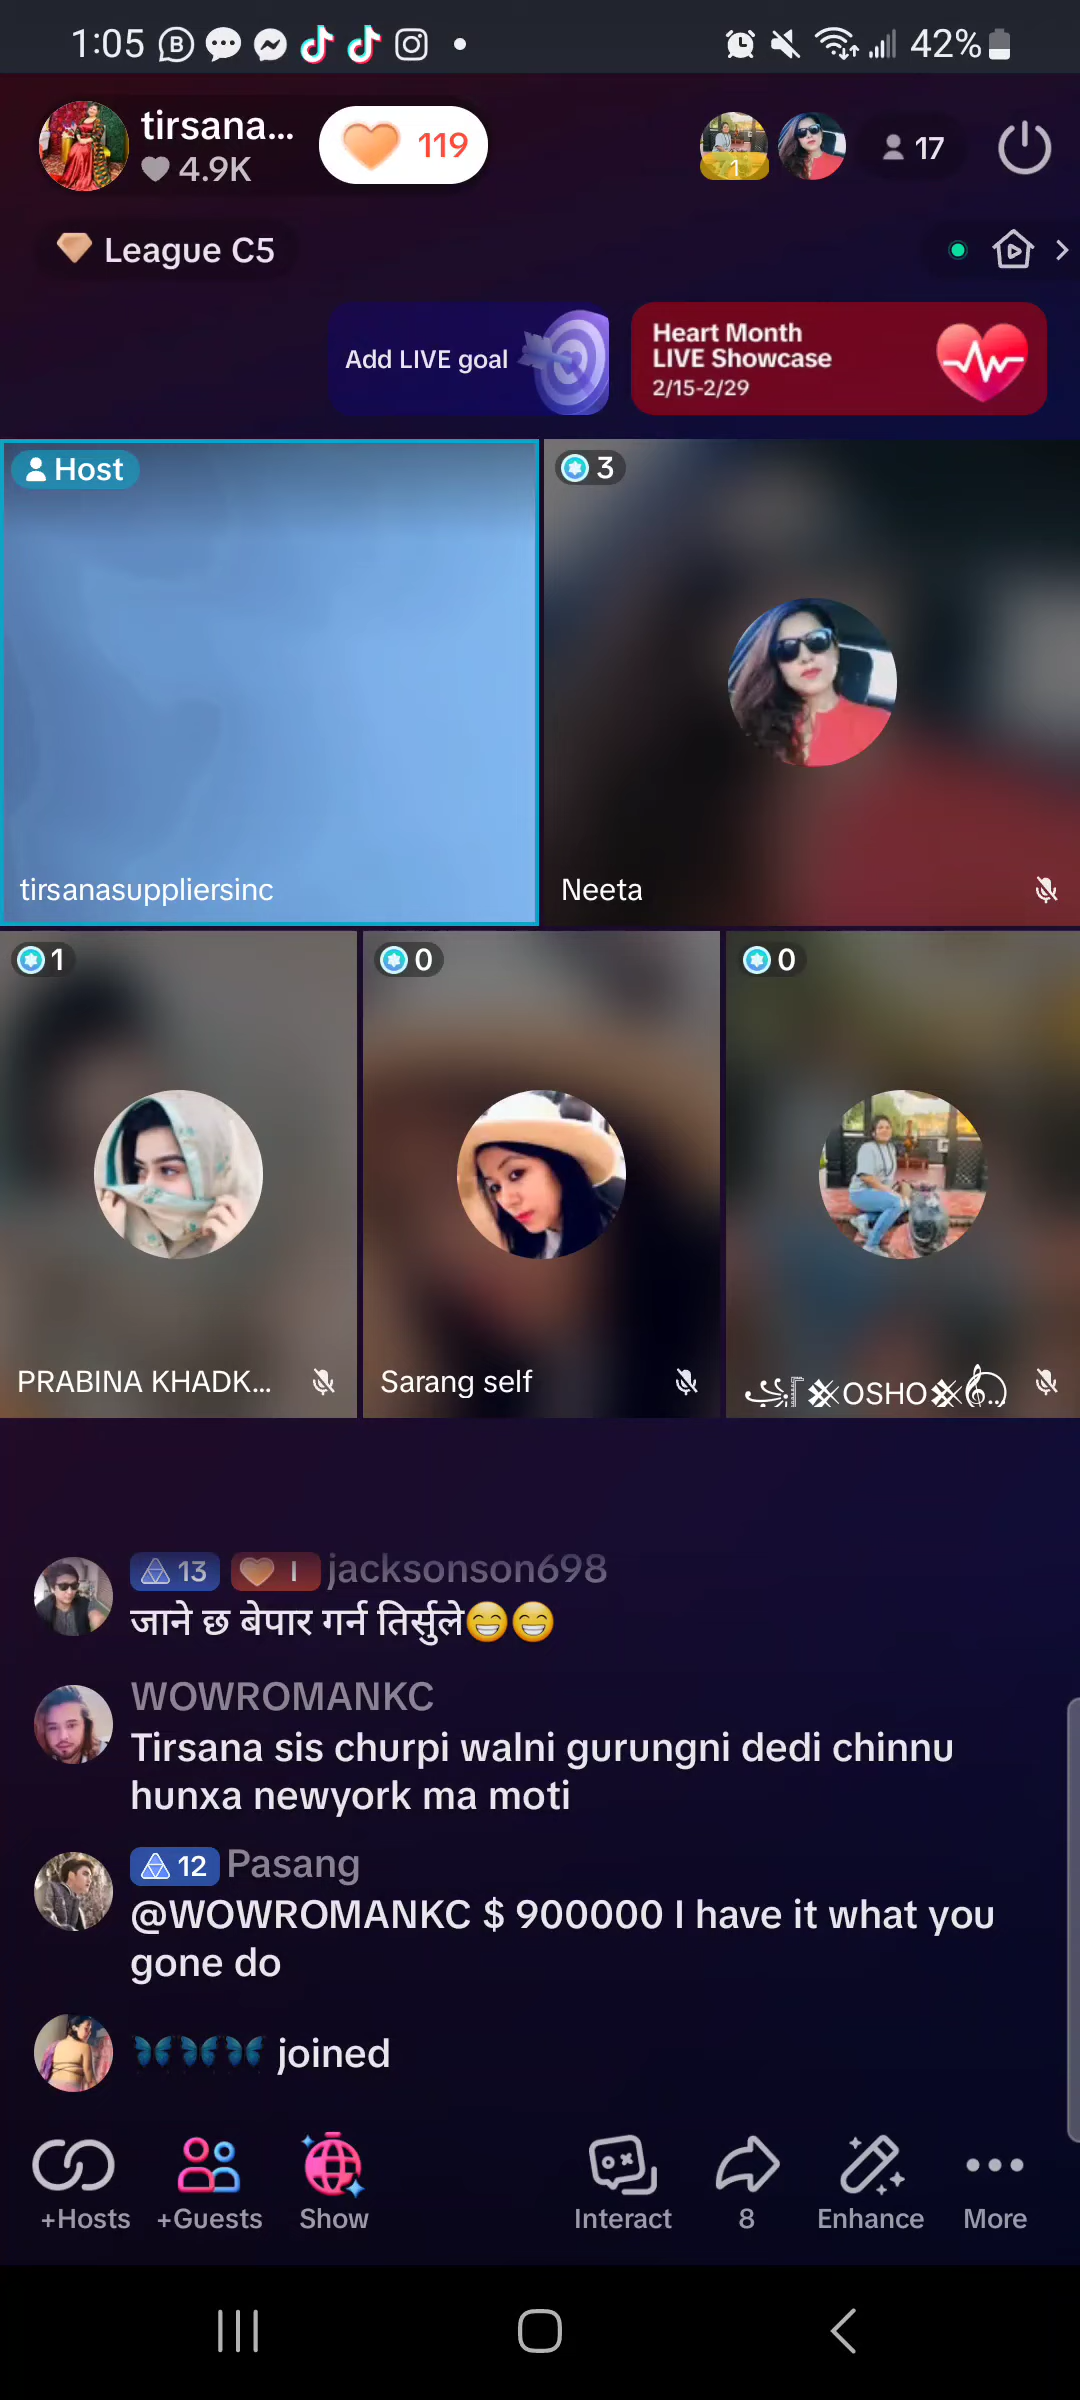 1:05
42%
tirsana...
4.9K
119
1
17
League C5
Add LIVE goal
Heart Month
LIVE Showcase
2/15-2/29
Host
tirsanasuppliersinc
3
Neeta
1
PRABINA KHADK...
0
Sarang self
0
OSHO
13 I jacksonson698
जाने छ बेपार गर्न तिर्सुले😁😁
WOWROMANKC
Tirsana sis churpi walni gurungni dedi chinnu
hunxa newyork ma moti
12 Pasang
@WOWROMANKC $ 900000 I have it what you
gone do
🦋🦋🦋 joined
+Hosts
+Guests
Show
Interact
8
Enhance
More